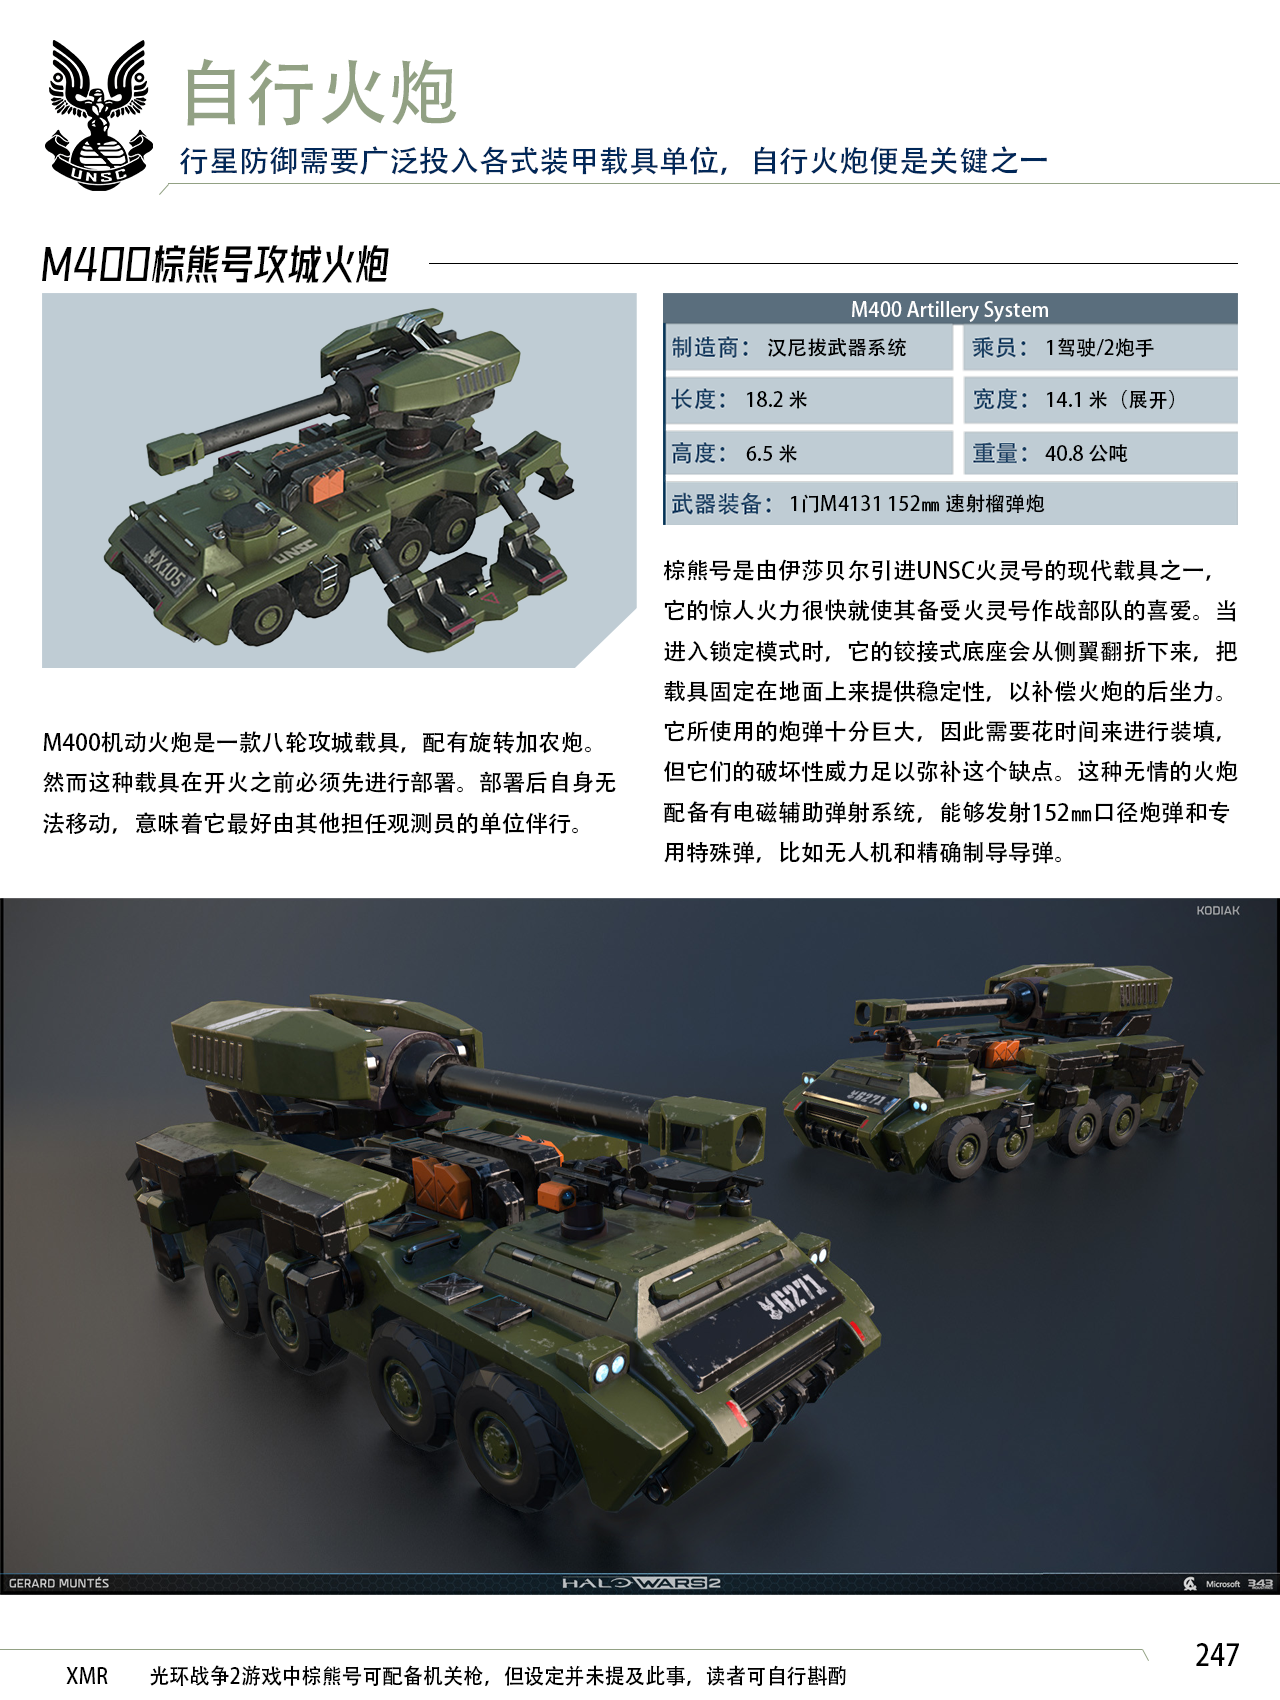 UNSC
自行火炮
行星防御需要广泛投入各式装甲载具单位，自行火炮便是关键之一
M400棕熊号攻城火炮
X105
UNSC
M400机动火炮是一款八轮攻城载具，配有旋转加农炮。
然而这种载具在开火之前必须先进行部署。部署后自身无
法移动，意味着它最好由其他担任观测员的单位伴行。
M400 Artillery System
制造商： 汉尼拔武器系统
乘员： 1驾驶/2炮手
长度： 18.2 米
宽度： 14.1 米（展开）
高度： 6.5 米
重量： 40.8 公吨
武器装备： 1门M4131 152㎜ 速射榴弹炮
棕熊号是由伊莎贝尔引进UNSC火灵号的现代载具之一，
它的惊人火力很快就使其备受火灵号作战部队的喜爱。当
进入锁定模式时，它的铰接式底座会从侧翼翻折下来，把
载具固定在地面上来提供稳定性，以补偿火炮的后坐力。
它所使用的炮弹十分巨大，因此需要花时间来进行装填，
但它们的破坏性威力足以弥补这个缺点。这种无情的火炮
配备有电磁辅助弹射系统，能够发射152㎜口径炮弹和专
用特殊弹，比如无人机和精确制导导弹。
KODIAK
G271
G271
GERARD MUNTÉS
HALO WARS 2
Microsoft
343
247
XMR 光环战争2游戏中棕熊号可配备机关枪，但设定并未提及此事，读者可自行斟酌